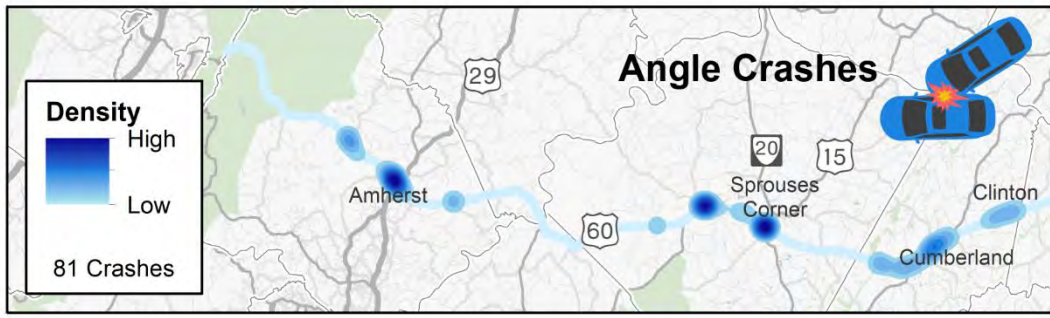 Angle Crashes
Density
High
Low
81 Crashes
29
20
15
60
Amherst
Sprouses
Corner
Clinton
Cumberland